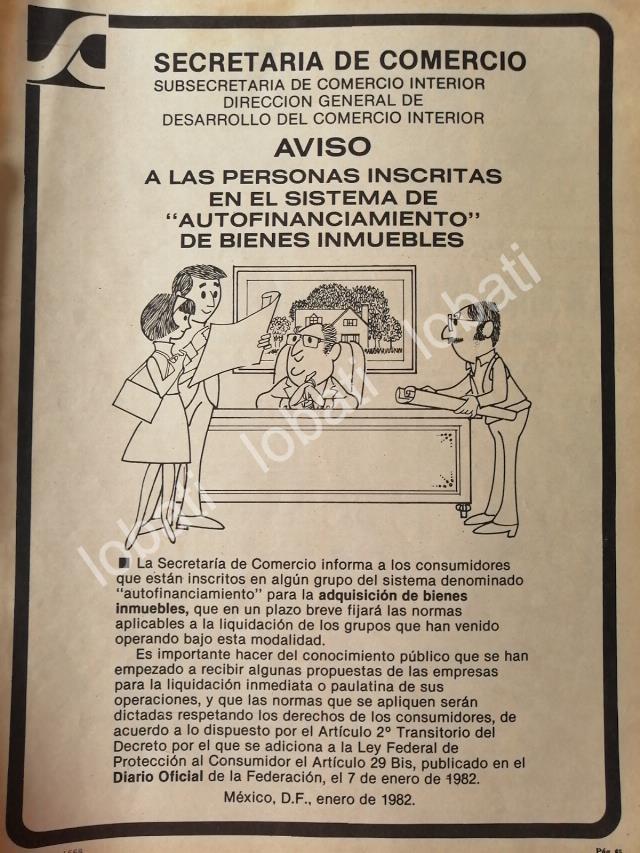 SECRETARIA DE COMERCIO
SUBSECRETARIA DE COMERCIO INTERIOR
DIRECCION GENERAL DE
DESARROLLO DEL COMERCIO INTERIOR
AVISO
A LAS PERSONAS INSCRITAS
EN EL SISTEMA DE
"AUTOFINANCIAMIENTO"
DE BIENES INMUEBLES
lobati lobati lobati lobati
La Secretaría de Comercio informa a los consumidores
que están inscritos en algún grupo del sistema denominado
"autofinanciamiento" para la adquisición de bienes
inmuebles, que en un plazo breve fijará las normas
aplicables a la liquidación de los grupos que han venido
operando bajo esta modalidad.
Es importante hacer del conocimiento público que se han
empezado a recibir algunas propuestas de las empresas
para la liquidación inmediata o paulatina de sus
operaciones, y que las normas que se apliquen serán
dictadas respetando los derechos de los consumidores, de
acuerdo a lo dispuesto por el Artículo 2º Transitorio del
Decreto por el que se adiciona a la Ley Federal de
Protección al Consumidor el Artículo 29 Bis, publicado en el
Diario Oficial de la Federación, el 7 de enero de 1982.
México, D.F., enero de 1982.
Pág. 85